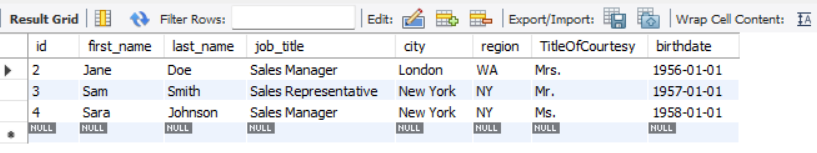 Result Grid Filter Rows: Edit: Export/Import: Wrap Cell Content: IA
id first_name last_name job_title city region TitleOfCourtesy birthdate
2 Jane Doe Sales Manager London WA Mrs. 1956-01-01
3 Sam Smith Sales Representative New York NY Mr. 1957-01-01
4 Sara Johnson Sales Manager New York NY Ms. 1958-01-01
NULL NULL NULL NULL NULL NULL NULL NULL